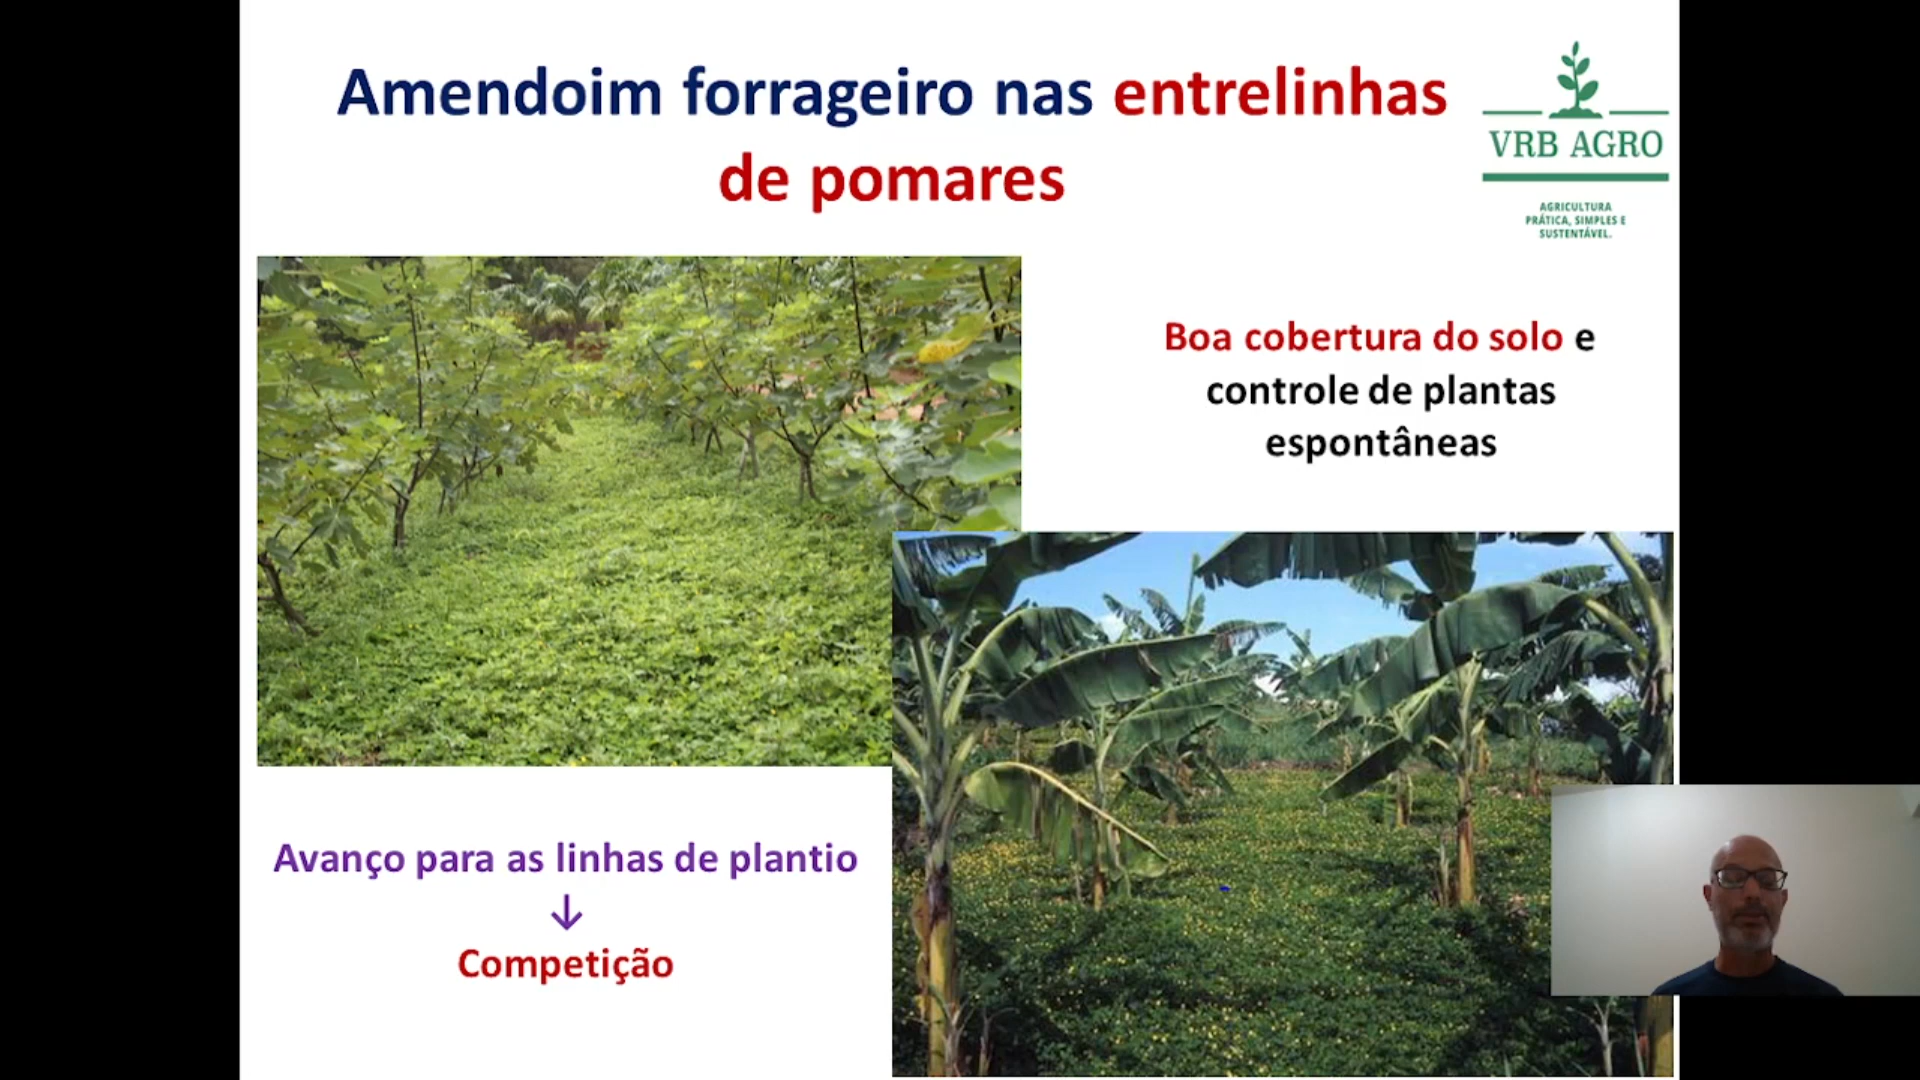 Amendoim forrageiro nas entrelinhas
de pomares
VRB AGRO
AGRICULTURA
PRÁTICA, SIMPLES E
SUSTENTÁVEL.
Boa cobertura do solo e
controle de plantas
espontâneas
Avanço para as linhas de plantio
↓
Competição